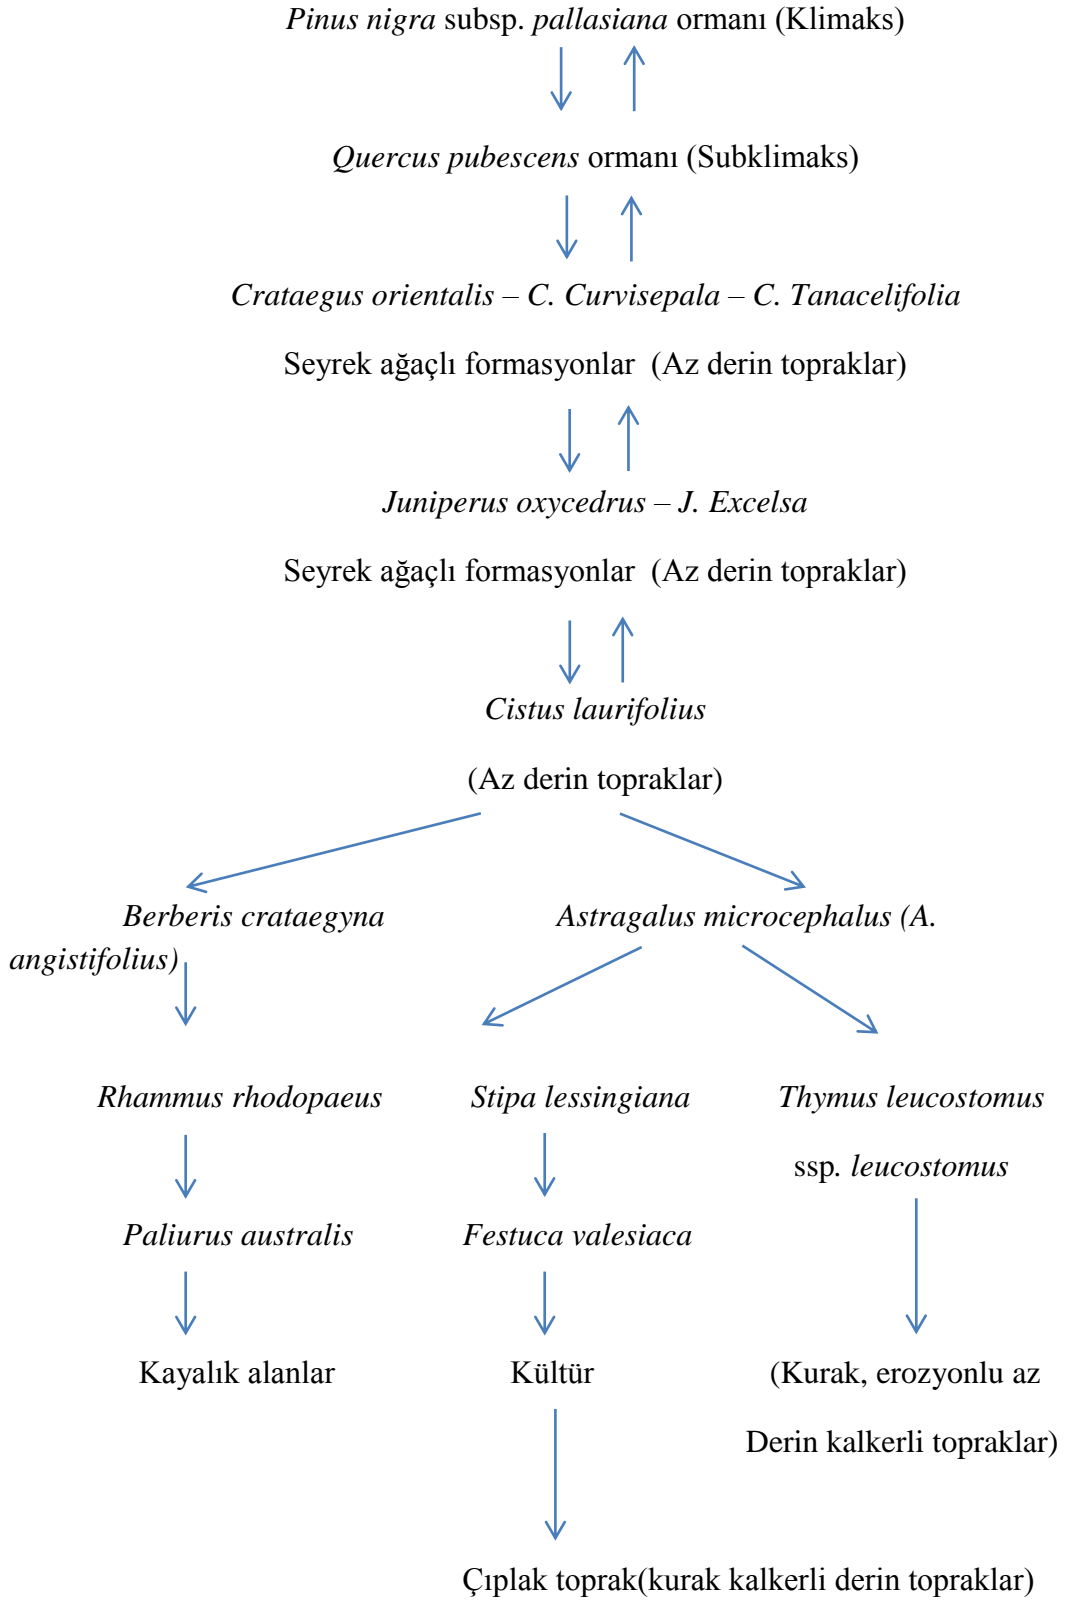 Pinus nigra subsp. pallasiana ormanı (Klimaks)
Quercus pubescens ormanı (Subklimaks)
Crataegus orientalis – C. Curvisepala – C. Tanacelifolia
Seyrek ağaçlı formasyonlar (Az derin topraklar)
Juniperus oxycedrus – J. Excelsa
Seyrek ağaçlı formasyonlar (Az derin topraklar)
Cistus laurifolius
(Az derin topraklar)
Berberis crataegyna Astragalus microcephalus (A.
angistifolius)
Rhammus rhodopaeus Stipa lessingiana Thymus leucostomus
ssp. leucostomus
Paliurus australis Festuca valesiaca
Kayalık alanlar Kültür (Kurak, erozyonlu az
Derin kalkerli topraklar)
Çıplak toprak(kurak kalkerli derin topraklar)